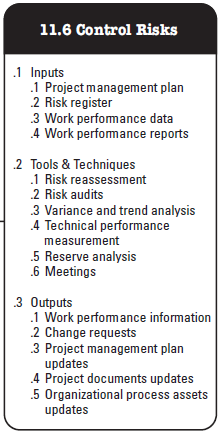 11.6 Control Risks
.1 Inputs
.1 Project management plan
.2 Risk register
.3 Work performance data
.4 Work performance reports
.2 Tools & Techniques
.1 Risk reassessment
.2 Risk audits
.3 Variance and trend analysis
.4 Technical performance
measurement
.5 Reserve analysis
.6 Meetings
.3 Outputs
.1 Work performance information
.2 Change requests
.3 Project management plan
updates
.4 Project documents updates
.5 Organizational process assets
updates